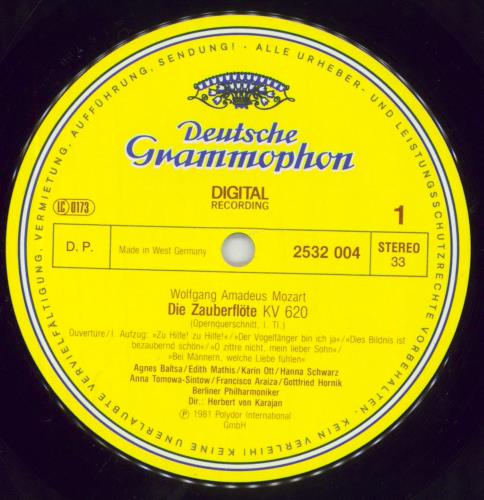 ALLE URHEBER- UND LEISTUNGSSCHUTZRECHTE VORBEHALTEN · KEIN VERLEIH! KEINE UNERLAUBTE VERVIELFÄLTIGUNG, VERMIETUNG, AUFFÜHRUNG, SENDUNG! ·
Deutsche
Grammophon
DIGITAL
RECORDING
LC 0173
1
D. P.
Made in West Germany
2532 004
STEREO
33
Wolfgang Amadeus Mozart
Die Zauberflöte KV 620
(Opernquerschnitt, I. Tl.)
Ouvertüre/I. Aufzug: »Zu Hilfe! zu Hilfe!«/»Der Vogelfänger bin ich ja«/»Dies Bildnis ist
bezaubernd schön«/»O zittre nicht, mein lieber Sohn«/
»Bei Männern, welche Liebe fühlen«
Agnes Baltsa/Edith Mathis/Karin Ott/Hanna Schwarz
Anna Tomowa-Sintow/Francisco Araiza/Gottfried Hornik
Berliner Philharmoniker
Dir.: Herbert von Karajan
℗ 1981 Polydor International
GmbH